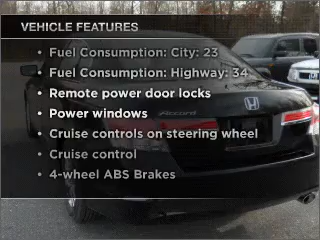 VEHICLE FEATURES
• Fuel Consumption: City: 23
• Fuel Consumption: Highway: 34
• Remote power door locks
• Power windows
• Cruise controls on steering wheel
• Cruise control
• 4-wheel ABS Brakes
Accord